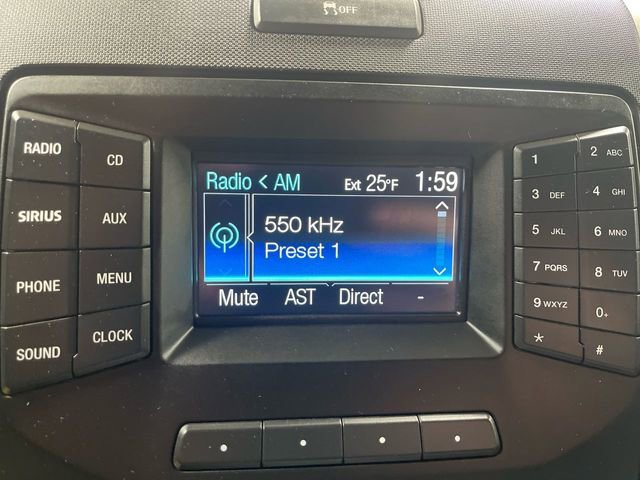 OFF
RADIO
CD
SIRIUS
AUX
PHONE
MENU
SOUND
CLOCK
Radio < AM Ext 25°F 1:59
550 kHz
Preset 1
Mute AST Direct -
1
2 ABC
3 DEF
4 GHI
5 JKL
6 MNO
7 PQRS
8 TUV
9 WXYZ
0+
*
#